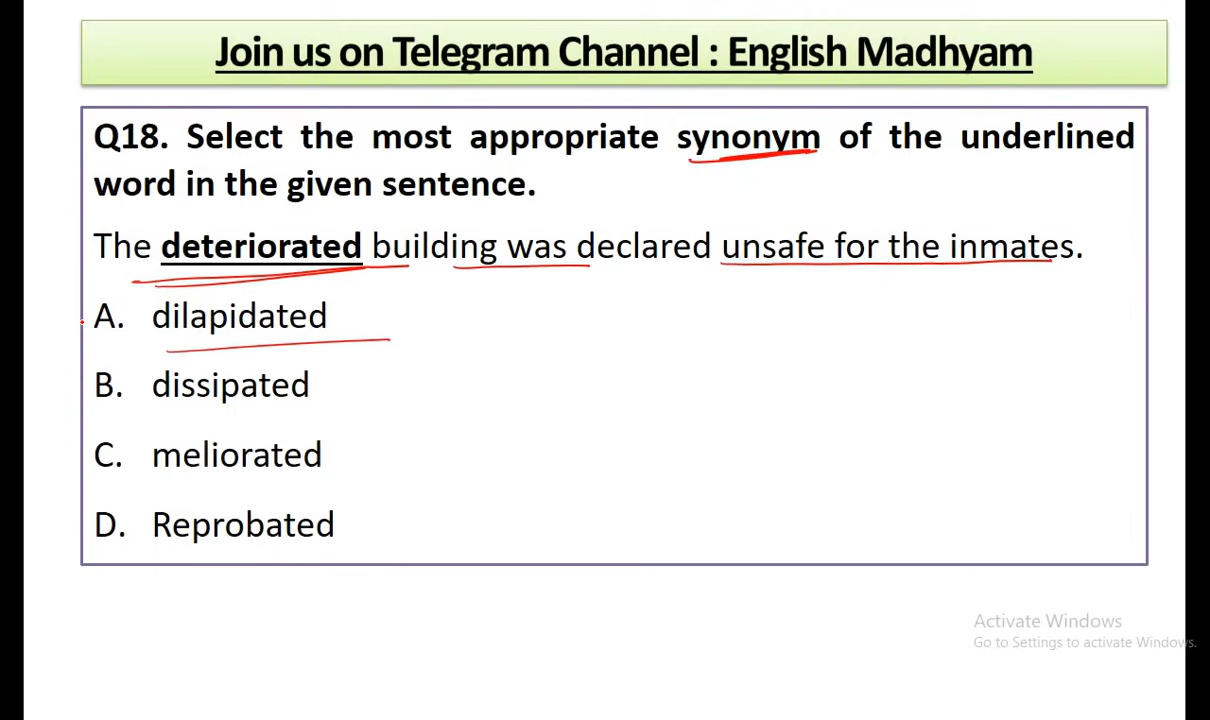 Join us on Telegram Channel : English Madhyam
Q18. Select the most appropriate synonym of the underlined
word in the given sentence.
The deteriorated building was declared unsafe for the inmates.
A. dilapidated
B. dissipated
C. meliorated
D. Reprobated
Activate Windows
Go to Settings to activate Windows.